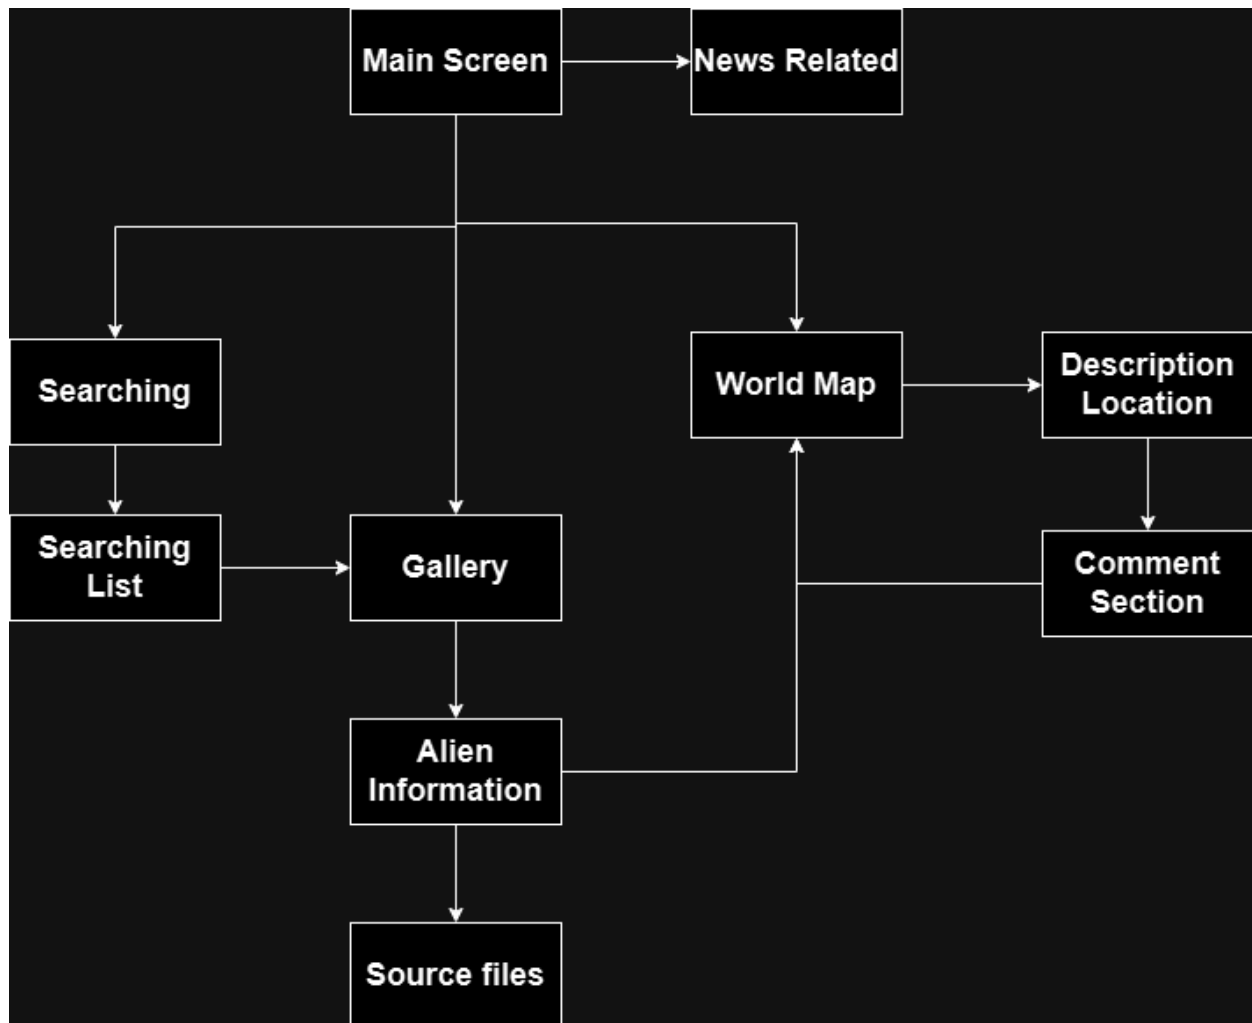 Main Screen
News Related
Searching
World Map
Description
Location
Searching
List
Gallery
Comment
Section
Alien
Information
Source files